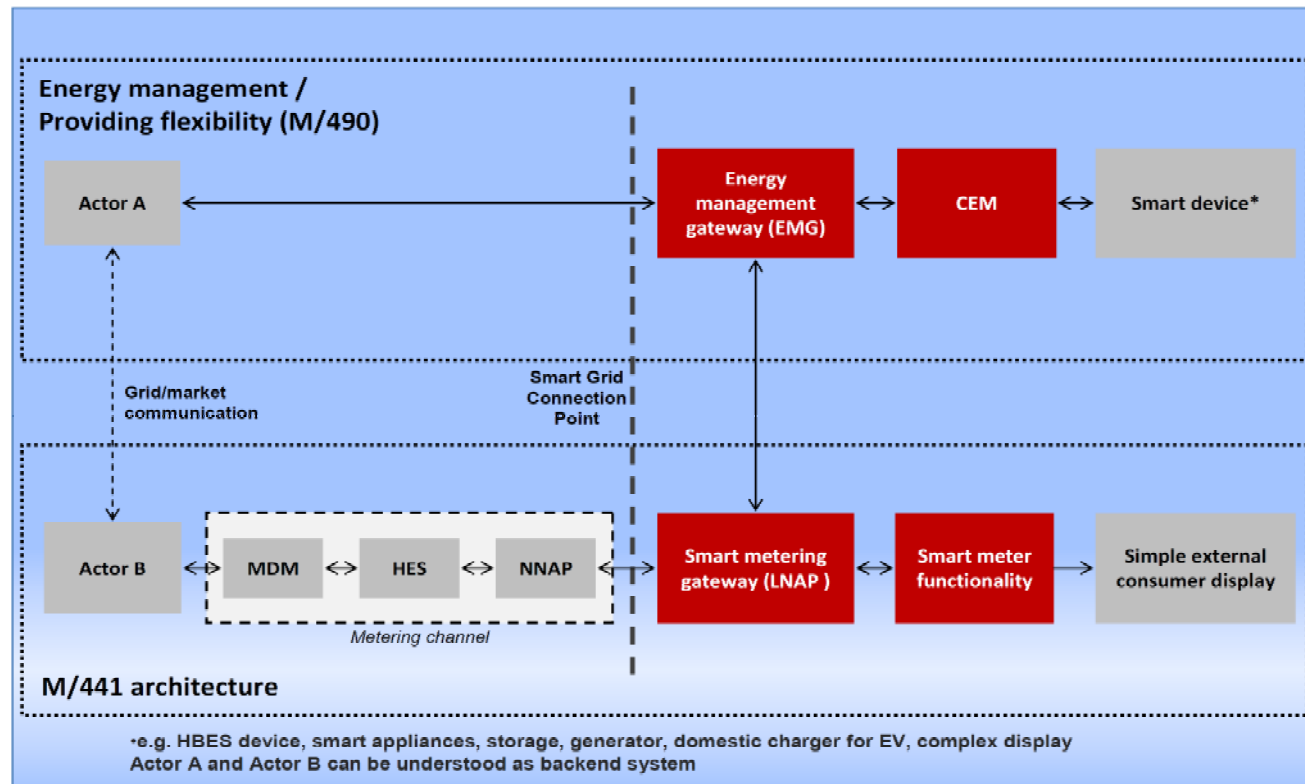 Energy management /
Providing flexibility (M/490)
Actor A
Energy
management
gateway (EMG)
CEM
Smart device*
Grid/market
communication
Smart Grid
Connection
Point
Actor B
MDM
HES
NNAP
Smart metering
gateway (LNAP )
Smart meter
functionality
Simple external
consumer display
Metering channel
M/441 architecture
*e.g. HBES device, smart appliances, storage, generator, domestic charger for EV, complex display
Actor A and Actor B can be understood as backend system